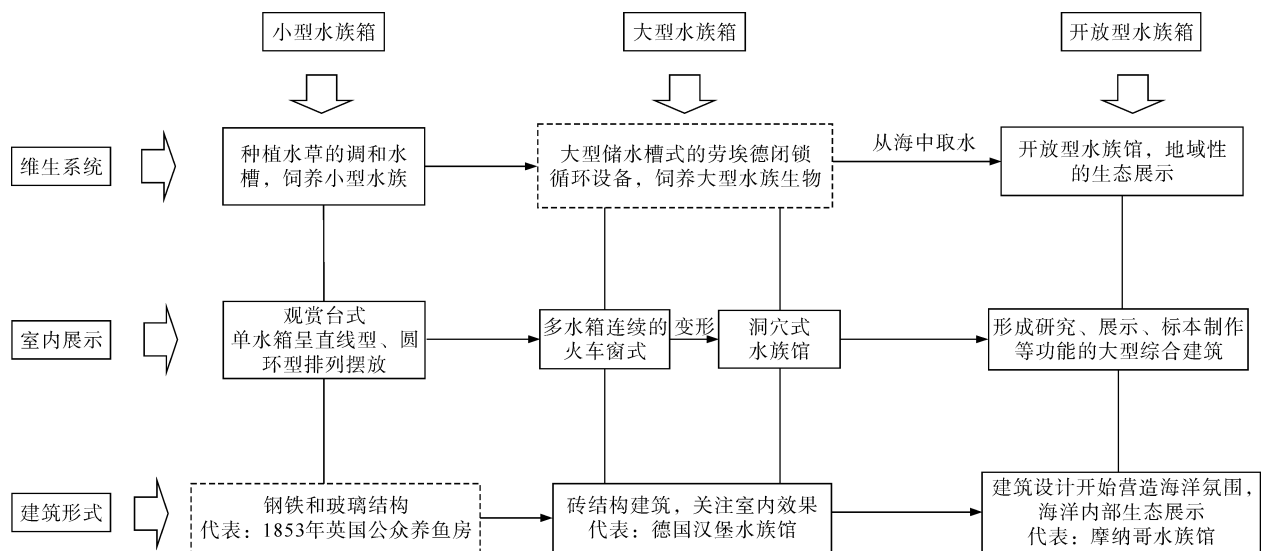 小型水族箱
大型水族箱
开放型水族箱
维生系统
种植水草的调和水
槽，饲养小型水族
大型储水槽式的劳埃德闭锁
循环设备，饲养大型水族生物
从海中取水
开放型水族馆，地域性
的生态展示
室内展示
观赏台式
单水箱呈直线型、圆
环型排列摆放
多水箱连续的
火车窗式
变形
洞穴式
水族馆
形成研究、展示、标本制作
等功能的大型综合建筑
建筑形式
钢铁和玻璃结构
代表：1853年英国公众养鱼房
砖结构建筑，关注室内效果
代表：德国汉堡水族馆
建筑设计开始营造海洋氛围，
海洋内部生态展示
代表：摩纳哥水族馆